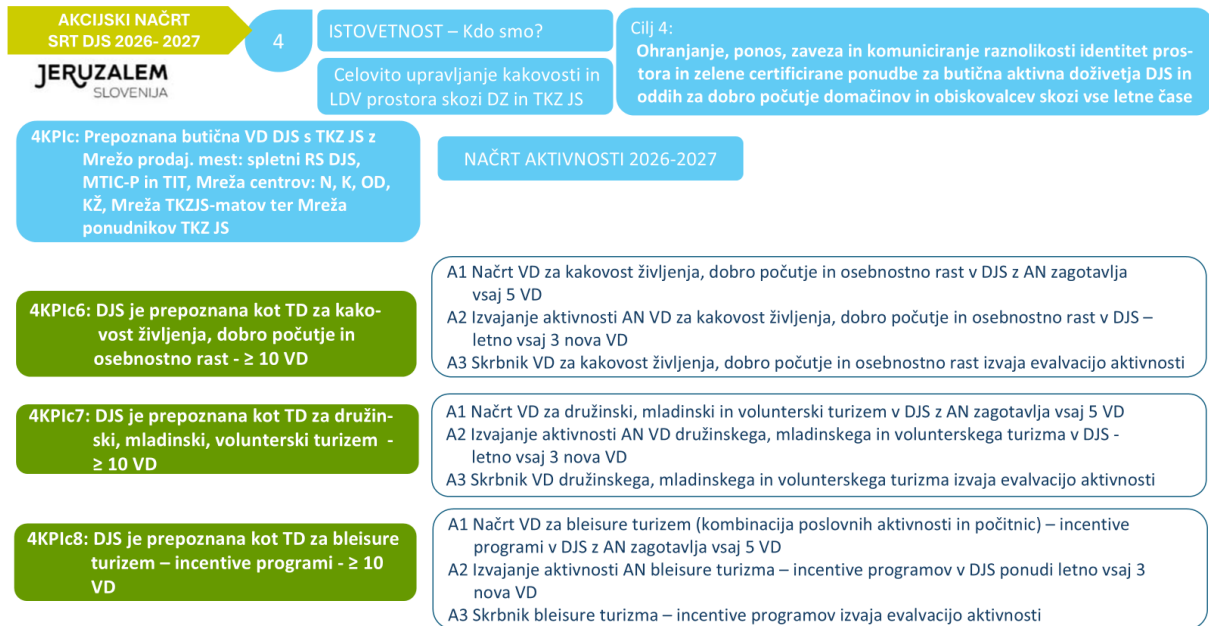 AKCIJSKI NAČRT
SRT DJS 2026- 2027
4
ISTOVETNOST – Kdo smo?
Celovito upravljanje kakovosti in
LDV prostora skozi DZ in TKZ JS
Cilj 4:
Ohranjanje, ponos, zaveza in komuniciranje raznolikosti identitet pros-
tora in zelene certificirane ponudbe za butična aktivna doživetja DJS in
oddih za dobro počutje domačinov in obiskovalcev skozi vse letne čase
JERUZALEM
SLOVENIJA
4KPIc: Prepoznana butična VD DJS s TKZ JS z
Mrežo prodaj. mest: spletni RS DJS,
MTIC-P in TIT, Mreža centrov: N, K, OD,
KŽ, Mreža TKZJS-matov ter Mreža
ponudnikov TKZ JS
NAČRT AKTIVNOSTI 2026-2027
4KPIc6: DJS je prepoznana kot TD za kako-
vost življenja, dobro počutje in
osebnostno rast - ≥ 10 VD
A1 Načrt VD za kakovost življenja, dobro počutje in osebnostno rast v DJS z AN zagotavlja
vsaj 5 VD
A2 Izvajanje aktivnosti AN VD za kakovost življenja, dobro počutje in osebnostno rast v DJS –
letno vsaj 3 nova VD
A3 Skrbnik VD za kakovost življenja, dobro počutje in osebnostno rast izvaja evalvacijo aktivnosti
4KPIc7: DJS je prepoznana kot TD za družin-
ski, mladinski, volunterski turizem -
≥ 10 VD
A1 Načrt VD za družinski, mladinski in volunterski turizem v DJS z AN zagotavlja vsaj 5 VD
A2 Izvajanje aktivnosti AN VD družinskega, mladinskega in volunterskega turizma v DJS -
letno vsaj 3 nova VD
A3 Skrbnik VD družinskega, mladinskega in volunterskega turizma izvaja evalvacijo aktivnosti
4KPIc8: DJS je prepoznana kot TD za bleisure
turizem – incentive programi - ≥ 10
VD
A1 Načrt VD za bleisure turizem (kombinacija poslovnih aktivnosti in počitnic) – incentive
programi v DJS z AN zagotavlja vsaj 5 VD
A2 Izvajanje aktivnosti AN bleisure turizma – incentive programov v DJS ponudi letno vsaj 3
nova VD
A3 Skrbnik bleisure turizma – incentive programov izvaja evalvacijo aktivnosti